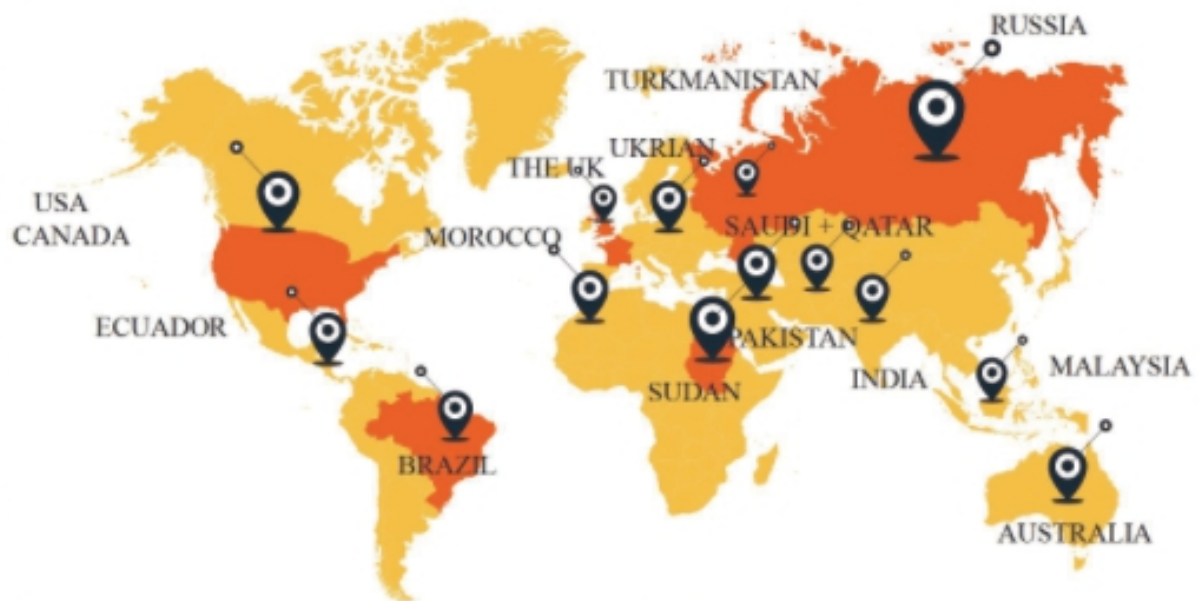 RUSSIA
TURKMANISTAN
UKRIAN
THE UK
USA
CANADA
SAUDI + QATAR
MOROCCO
ECUADOR
PAKISTAN
MALAYSIA
INDIA
SUDAN
BRAZIL
AUSTRALIA